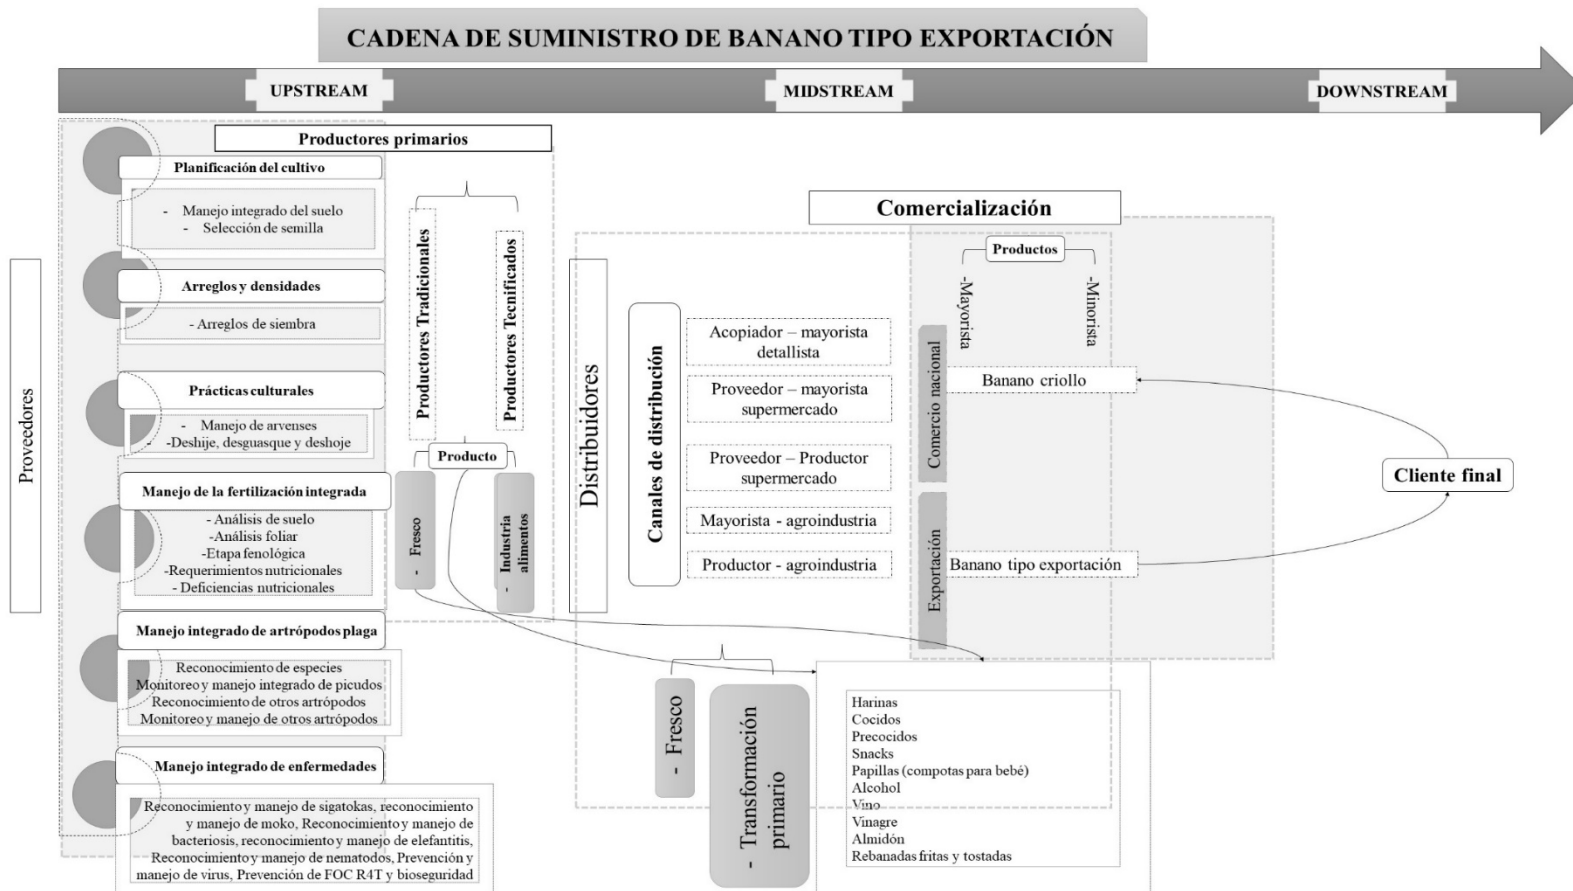 CADENA DE SUMINISTRO DE BANANO TIPO EXPORTACIÓN
UPSTREAM
MIDSTREAM
DOWNSTREAM
Proveedores
Productores primarios
Planificación del cultivo
- Manejo integrado del suelo
- Selección de semilla
Arreglos y densidades
- Arreglos de siembra
Prácticas culturales
- Manejo de arvenses
- -Deshije, desguasque y deshoje
Manejo de la fertilización integrada
- Análisis de suelo
- Análisis foliar
-Etapa fenológica
-Requerimientos nutricionales
- Deficiencias nutricionales
Manejo integrado de artrópodos plaga
Reconocimiento de especies
Monitoreo y manejo integrado de picudos
Reconocimiento de otros artrópodos
Monitoreo y manejo de otros artrópodos
Manejo integrado de enfermedades
Reconocimiento y manejo de sigatokas, reconocimiento
y manejo de moko, Reconocimiento y manejo de
bacteriosis, reconocimiento y manejo de elefantitis,
Reconocimiento y manejo de nematodos, Prevención y
manejo de virus, Prevención de FOC R4T y bioseguridad
Productores Tradicionales
Productores Tecnificados
Producto
- Fresco
- Industria
alimentos
Distribuidores
Canales de distribución
Acopiador – mayorista
detallista
Proveedor – mayorista
supermercado
Proveedor – Productor
supermercado
Mayorista - agroindustria
Productor - agroindustria
- Fresco
- Transformación
primario
Harinas
Cocidos
Precocidos
Snacks
Papillas (compotas para bebé)
Alcohol
Vino
Vinagre
Almidón
Rebanadas fritas y tostadas
Comercialización
Productos
-Mayorista
-Minorista
Comercio nacional
Banano criollo
Exportación
Banano tipo exportación
Cliente final